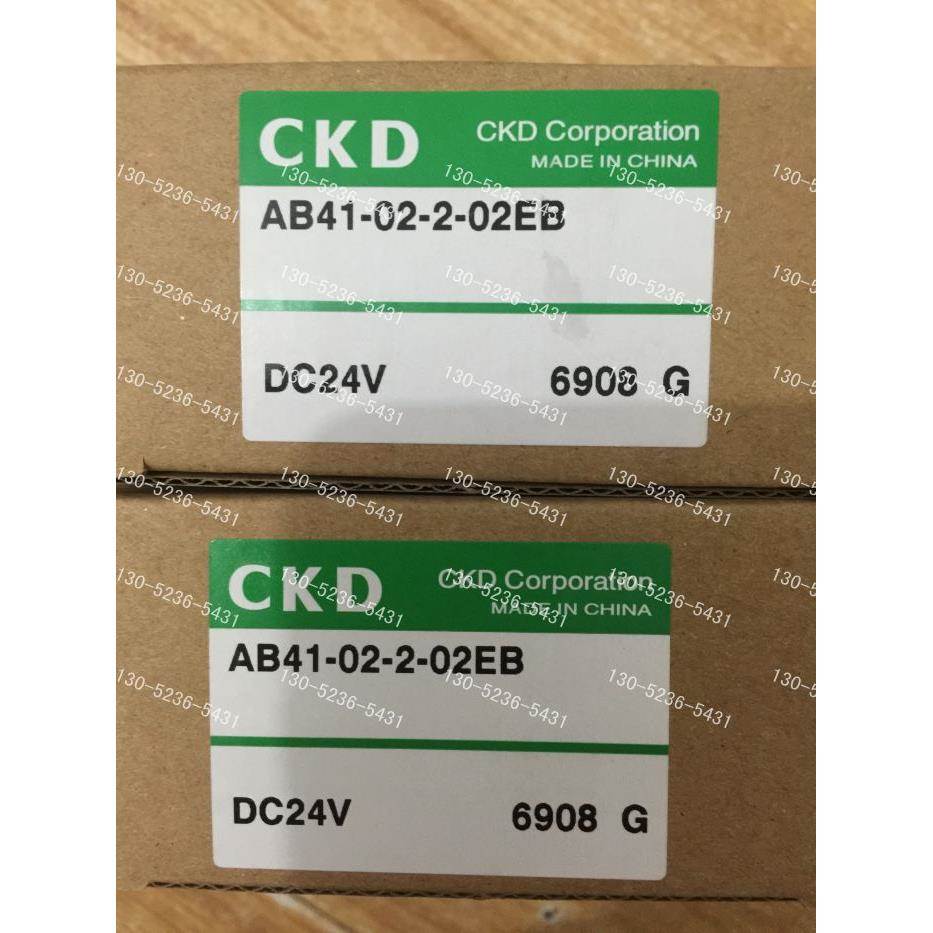 CKD
CKD Corporation
MADE IN CHINA
AB41-02-2-02EB
DC24V
6908 G
CKD
CKD Corporation
MADE IN CHINA
AB41-02-2-02EB
DC24V
6908 G
130-5236-5431